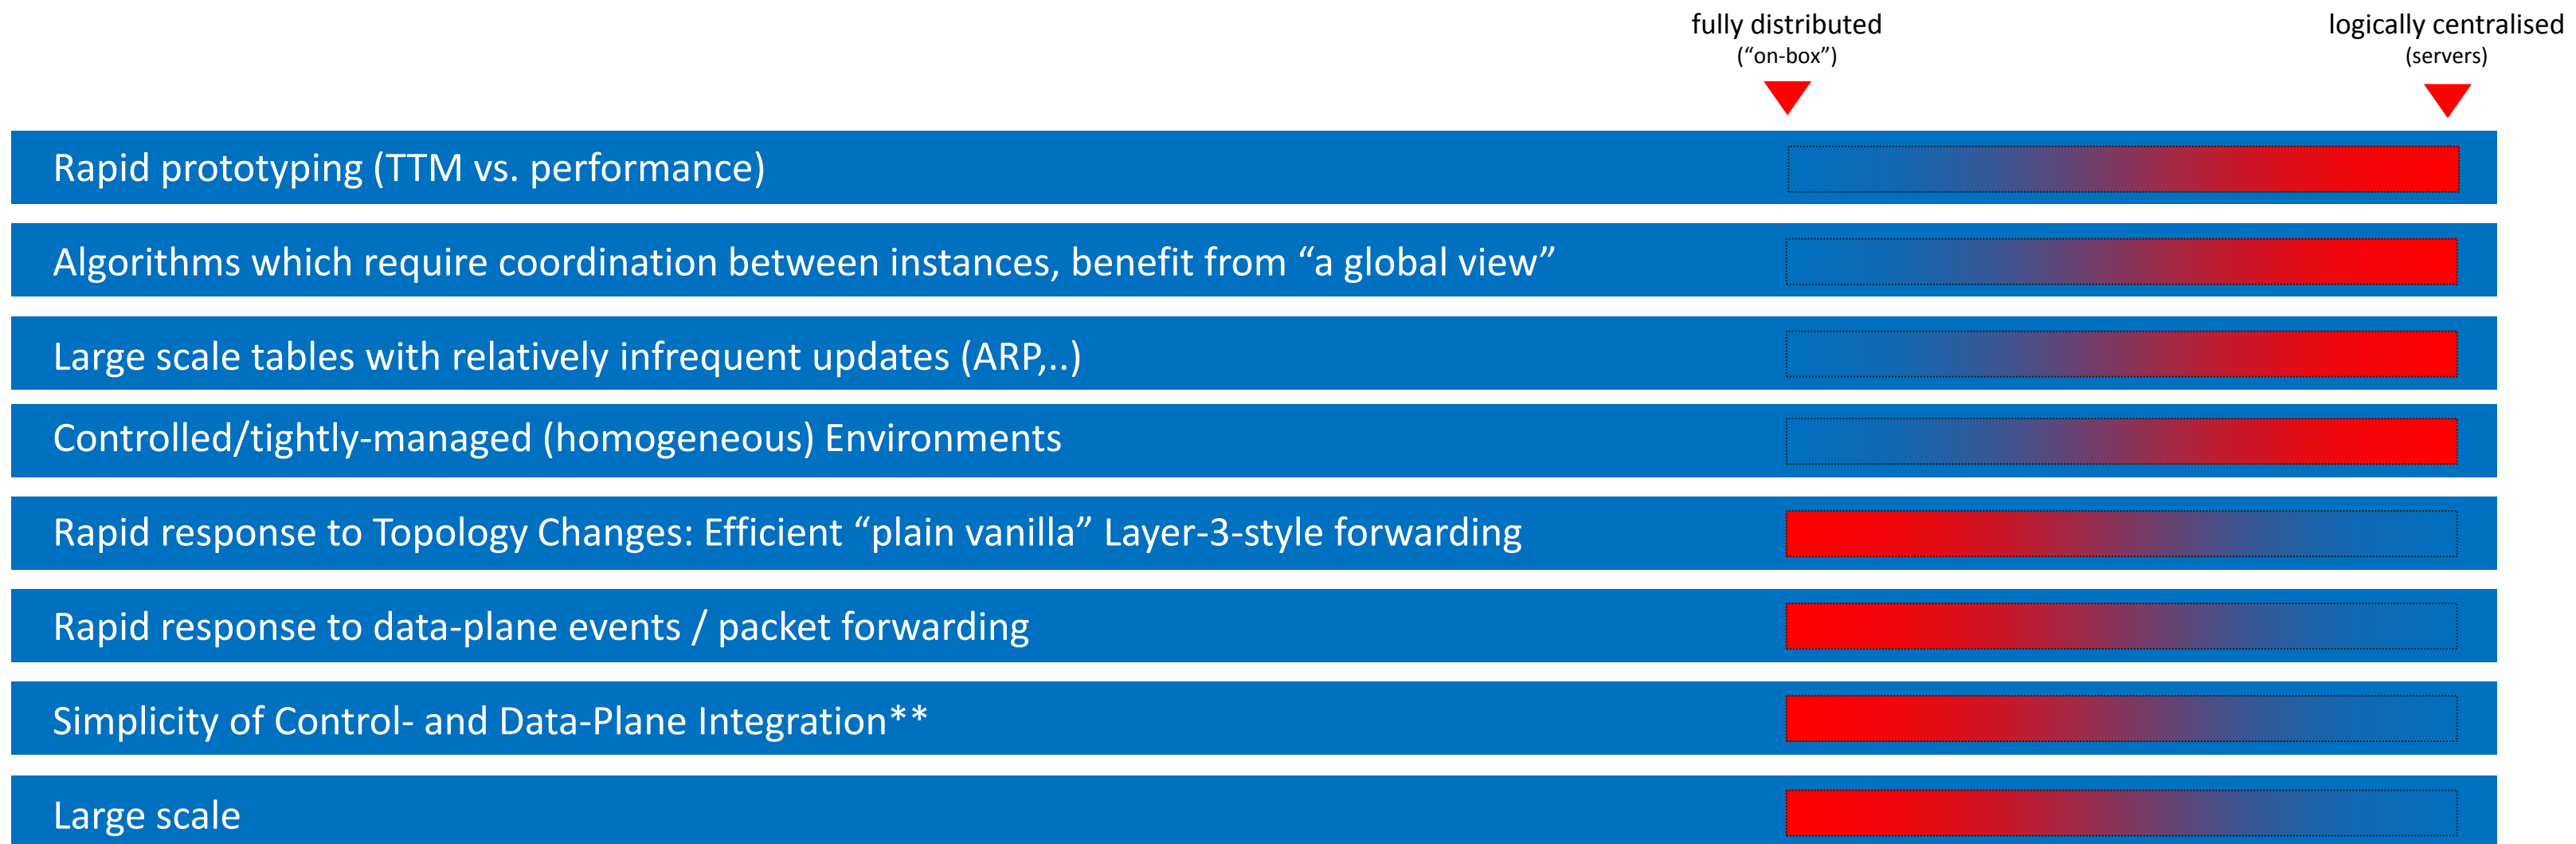 fully distributed
(“on-box”)
logically centralised
(servers)
Rapid prototyping (TTM vs. performance)
Algorithms which require coordination between instances, benefit from “a global view”
Large scale tables with relatively infrequent updates (ARP,..)
Controlled/tightly-managed (homogeneous) Environments
Rapid response to Topology Changes: Efficient “plain vanilla” Layer-3-style forwarding
Rapid response to data-plane events / packet forwarding
Simplicity of Control- and Data-Plane Integration**
Large scale